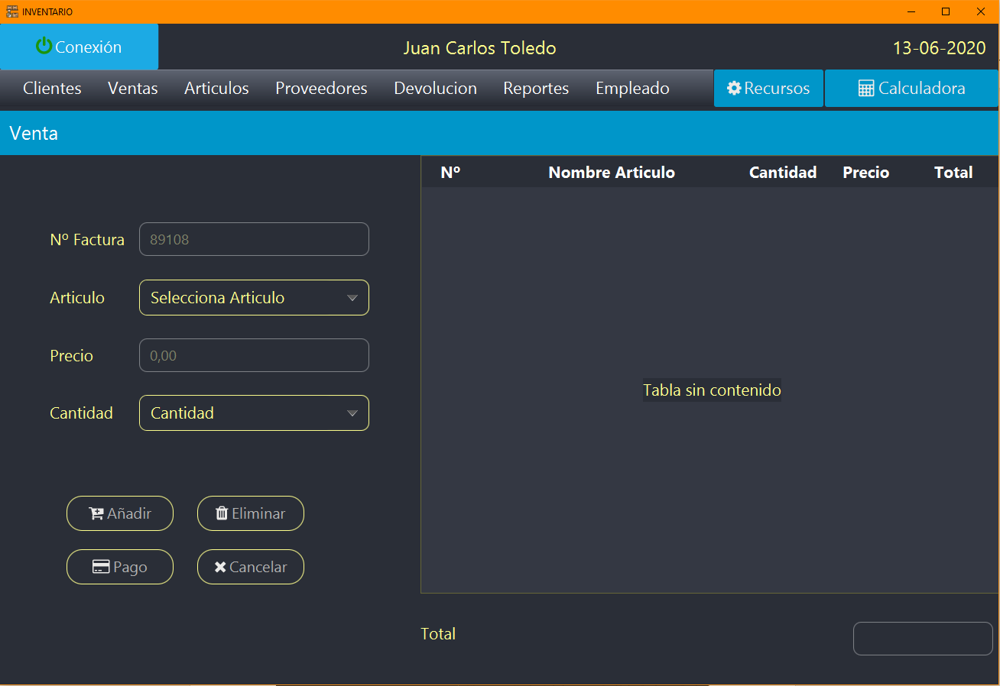 INVENTARIO
Conexión Juan Carlos Toledo 13-06-2020
Clientes Ventas Articulos Proveedores Devolucion Reportes Empleado Recursos Calculadora
Venta
Nº Nombre Articulo Cantidad Precio Total
Nº Factura 89108
Articulo Selecciona Articulo
Precio 0,00
Tabla sin contenido
Cantidad Cantidad
Añadir Eliminar
Pago Cancelar
Total